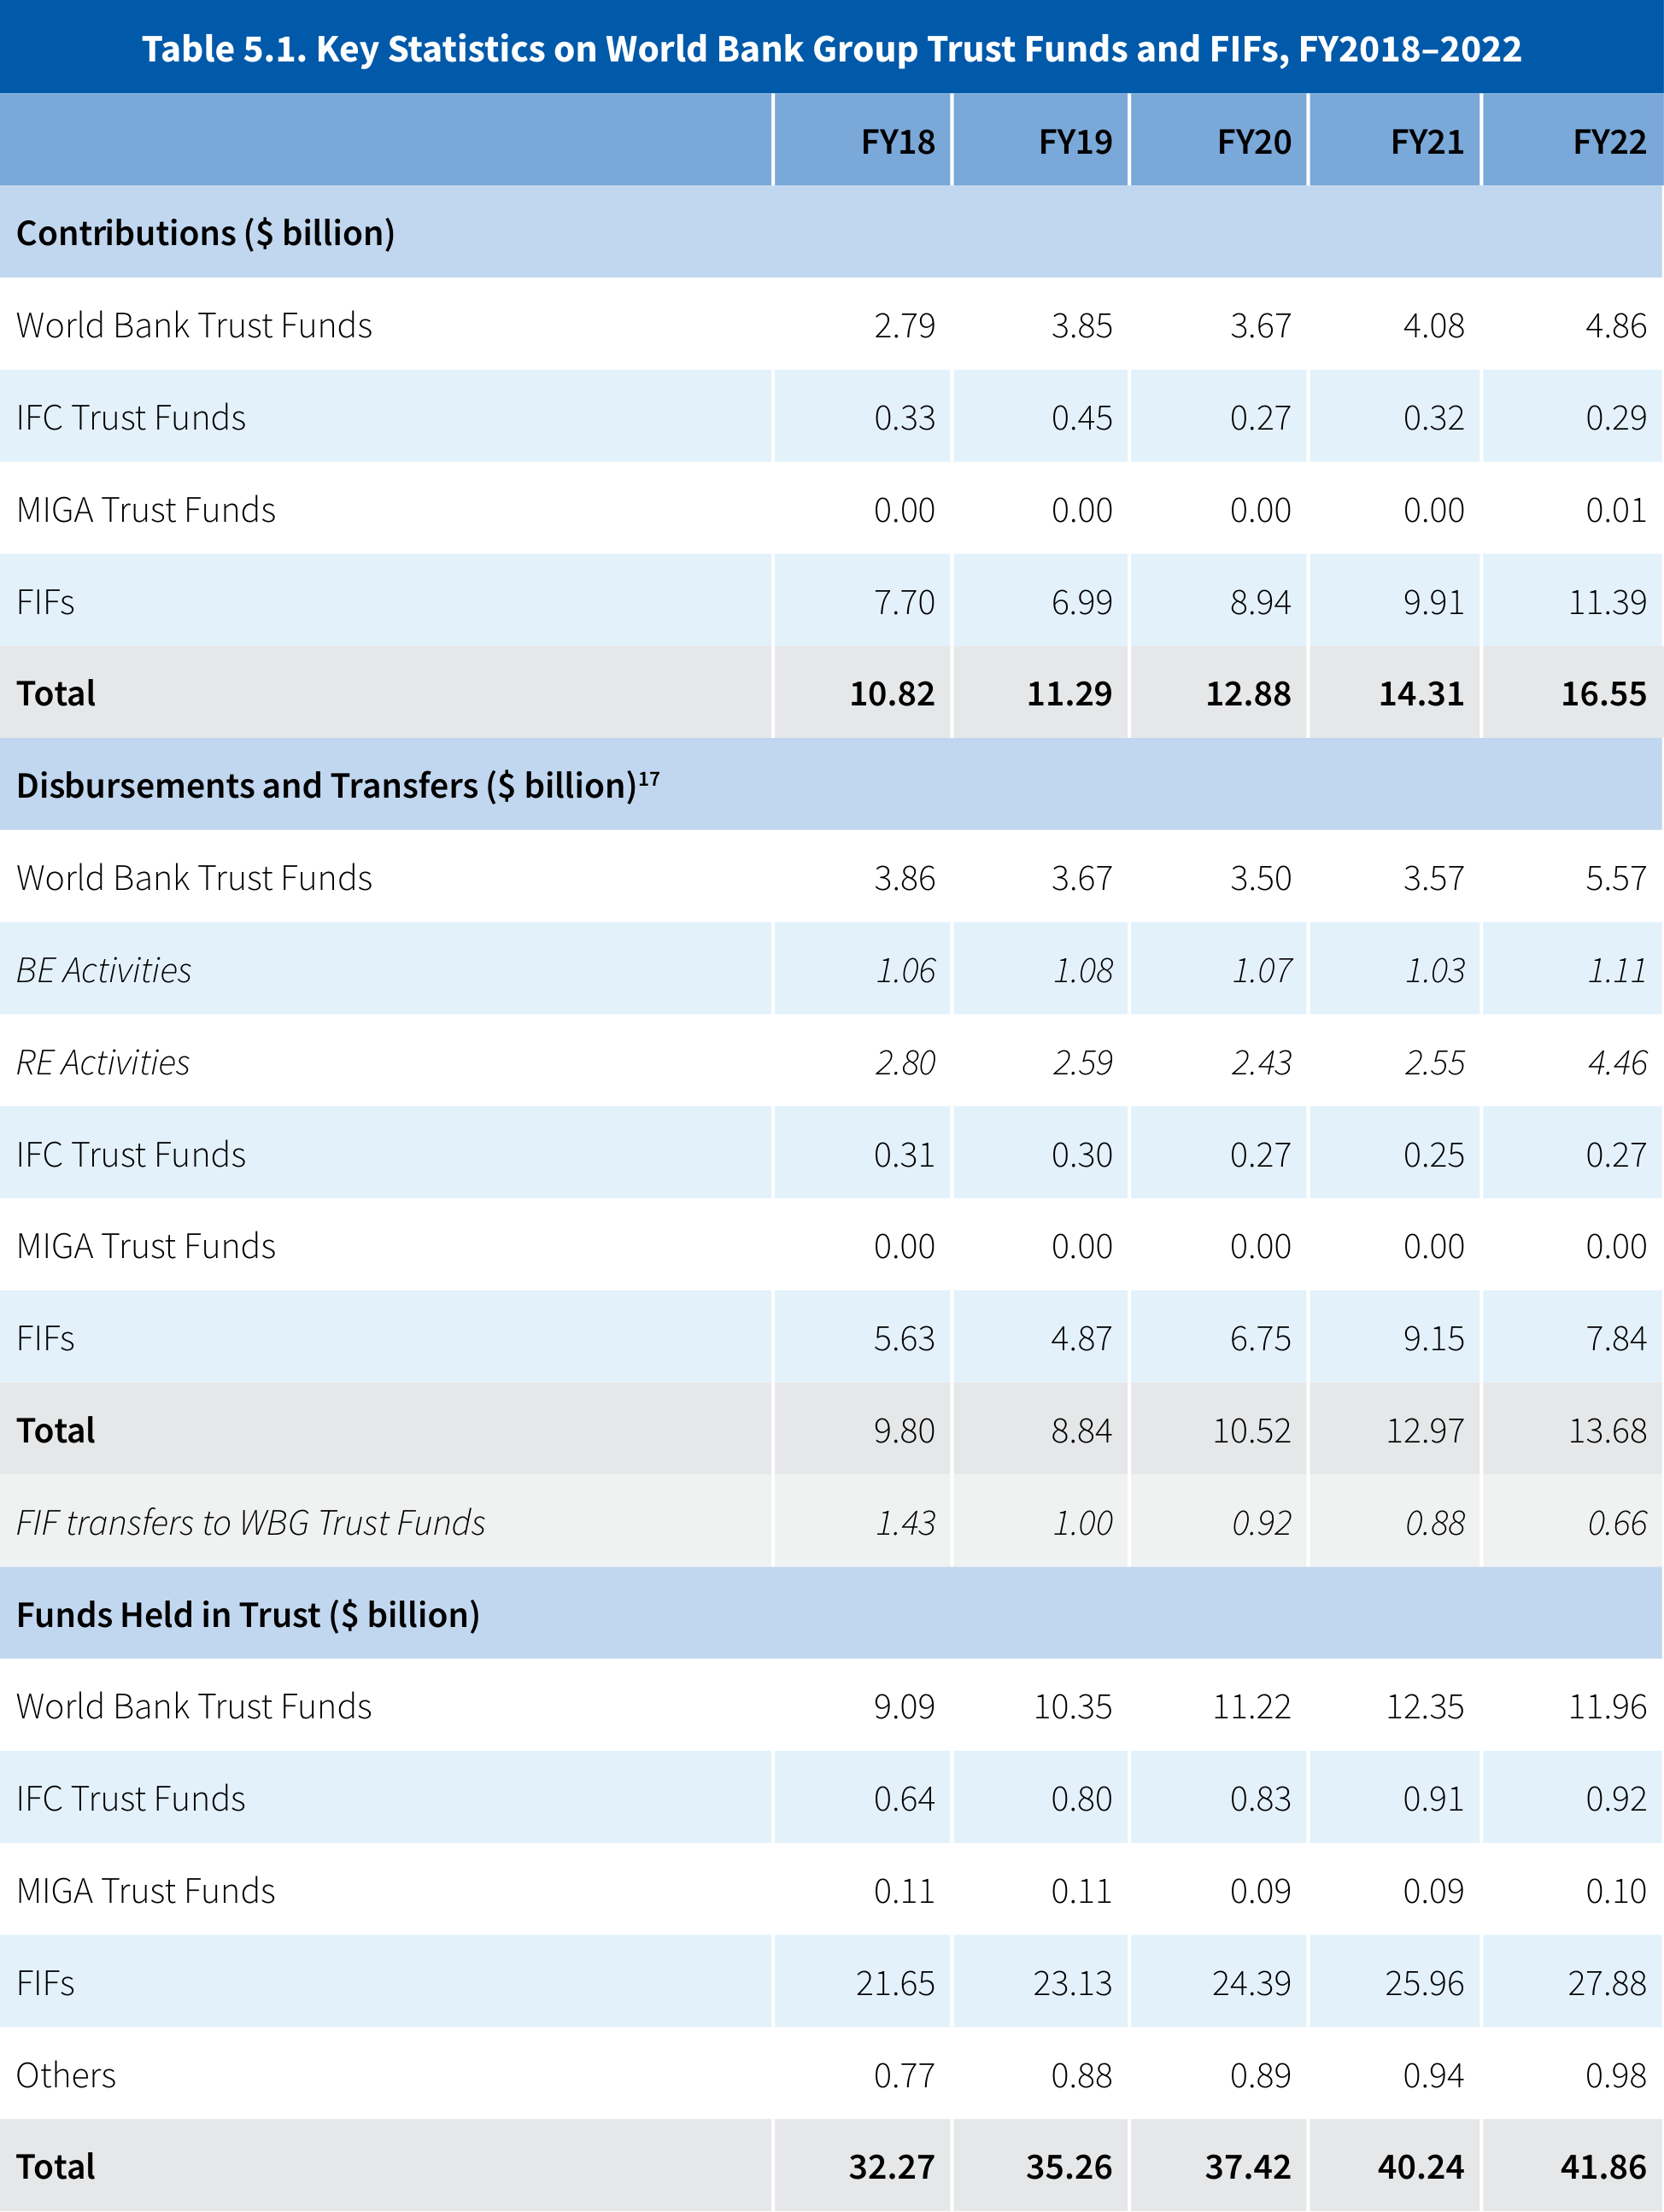 Table 5.1. Key Statistics on World Bank Group Trust Funds and FIFs, FY2018–2022
FY18 FY19 FY20 FY21 FY22
Contributions ($ billion)
World Bank Trust Funds 2.79 3.85 3.67 4.08 4.86
IFC Trust Funds 0.33 0.45 0.27 0.32 0.29
MIGA Trust Funds 0.00 0.00 0.00 0.00 0.01
FIFs 7.70 6.99 8.94 9.91 11.39
Total 10.82 11.29 12.88 14.31 16.55
Disbursements and Transfers ($ billion)17
World Bank Trust Funds 3.86 3.67 3.50 3.57 5.57
BE Activities 1.06 1.08 1.07 1.03 1.11
RE Activities 2.80 2.59 2.43 2.55 4.46
IFC Trust Funds 0.31 0.30 0.27 0.25 0.27
MIGA Trust Funds 0.00 0.00 0.00 0.00 0.00
FIFs 5.63 4.87 6.75 9.15 7.84
Total 9.80 8.84 10.52 12.97 13.68
FIF transfers to WBG Trust Funds 1.43 1.00 0.92 0.88 0.66
Funds Held in Trust ($ billion)
World Bank Trust Funds 9.09 10.35 11.22 12.35 11.96
IFC Trust Funds 0.64 0.80 0.83 0.91 0.92
MIGA Trust Funds 0.11 0.11 0.09 0.09 0.10
FIFs 21.65 23.13 24.39 25.96 27.88
Others 0.77 0.88 0.89 0.94 0.98
Total 32.27 35.26 37.42 40.24 41.86